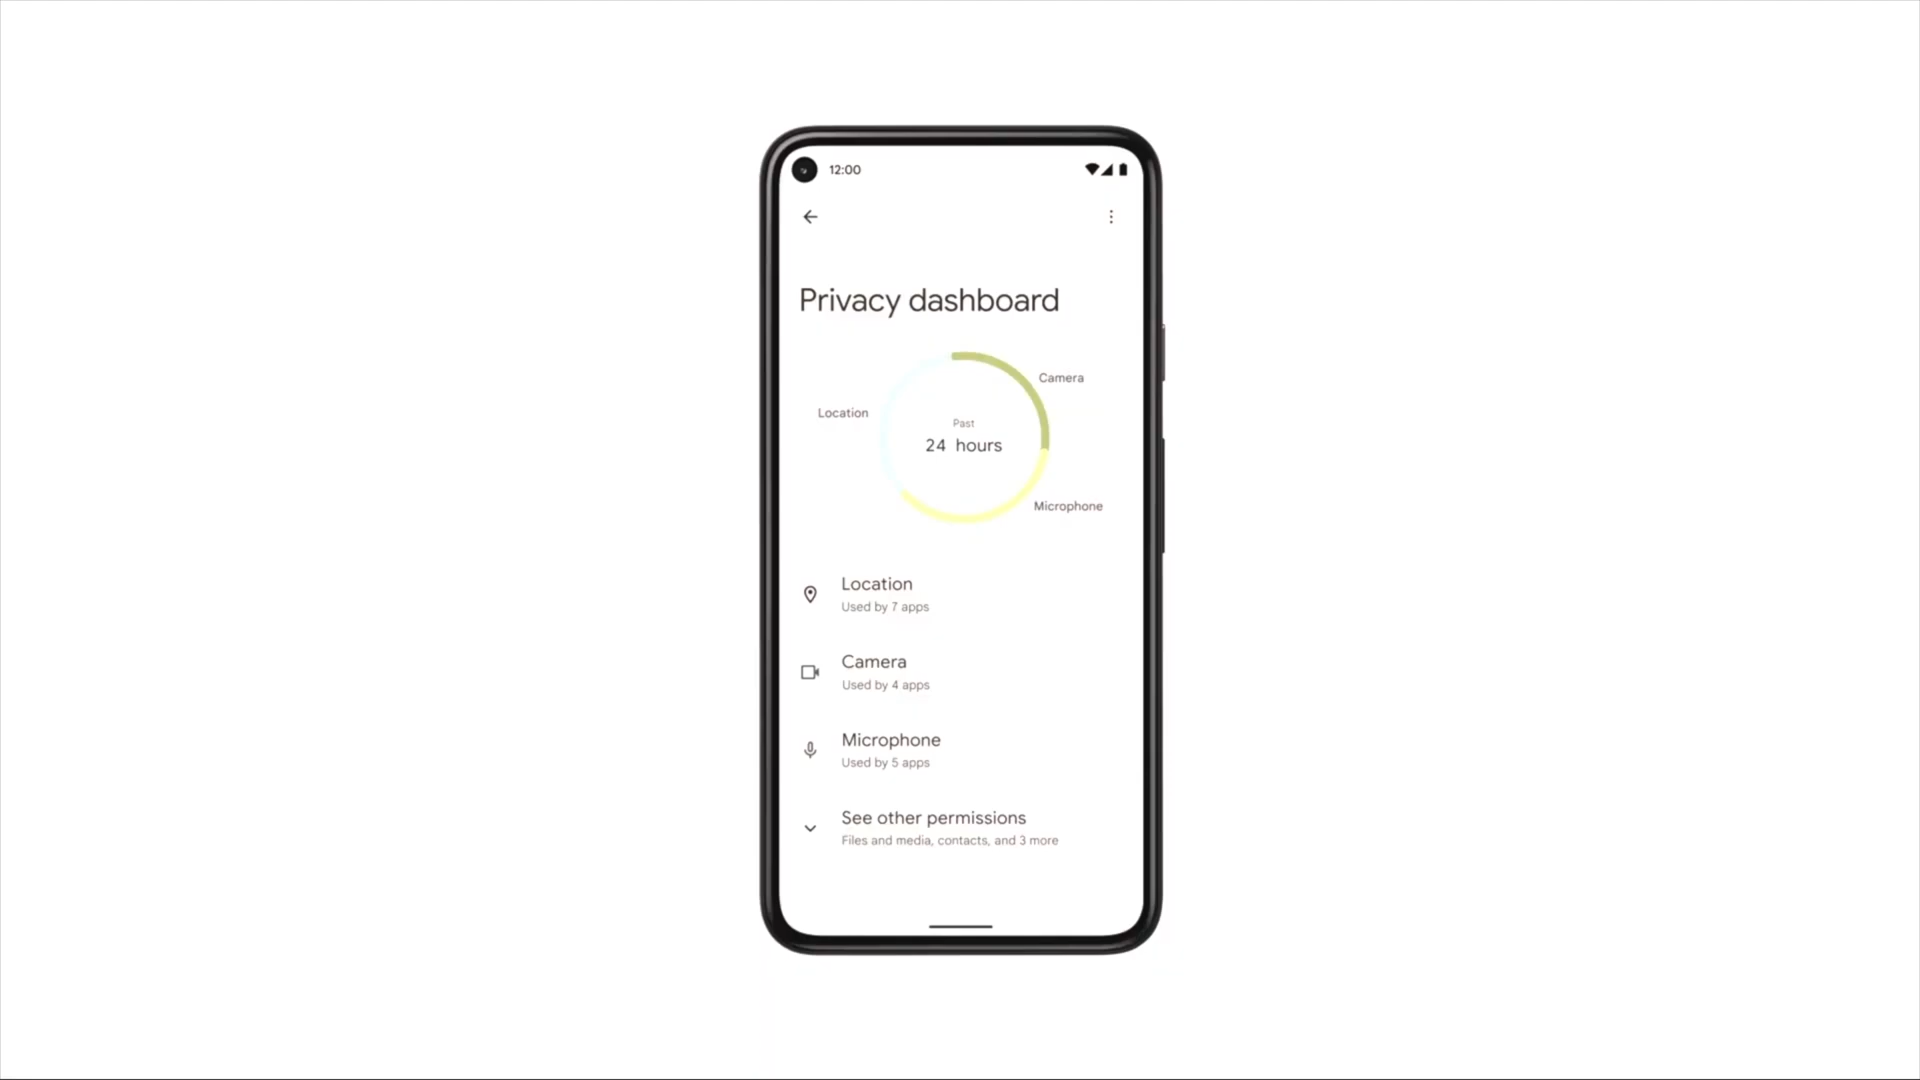 12:00
Privacy dashboard
Camera
Location
Past
24 hours
Microphone
Location
Used by 7 apps
Camera
Used by 4 apps
Microphone
Used by 5 apps
See other permissions
Files and media, contacts, and 3 more